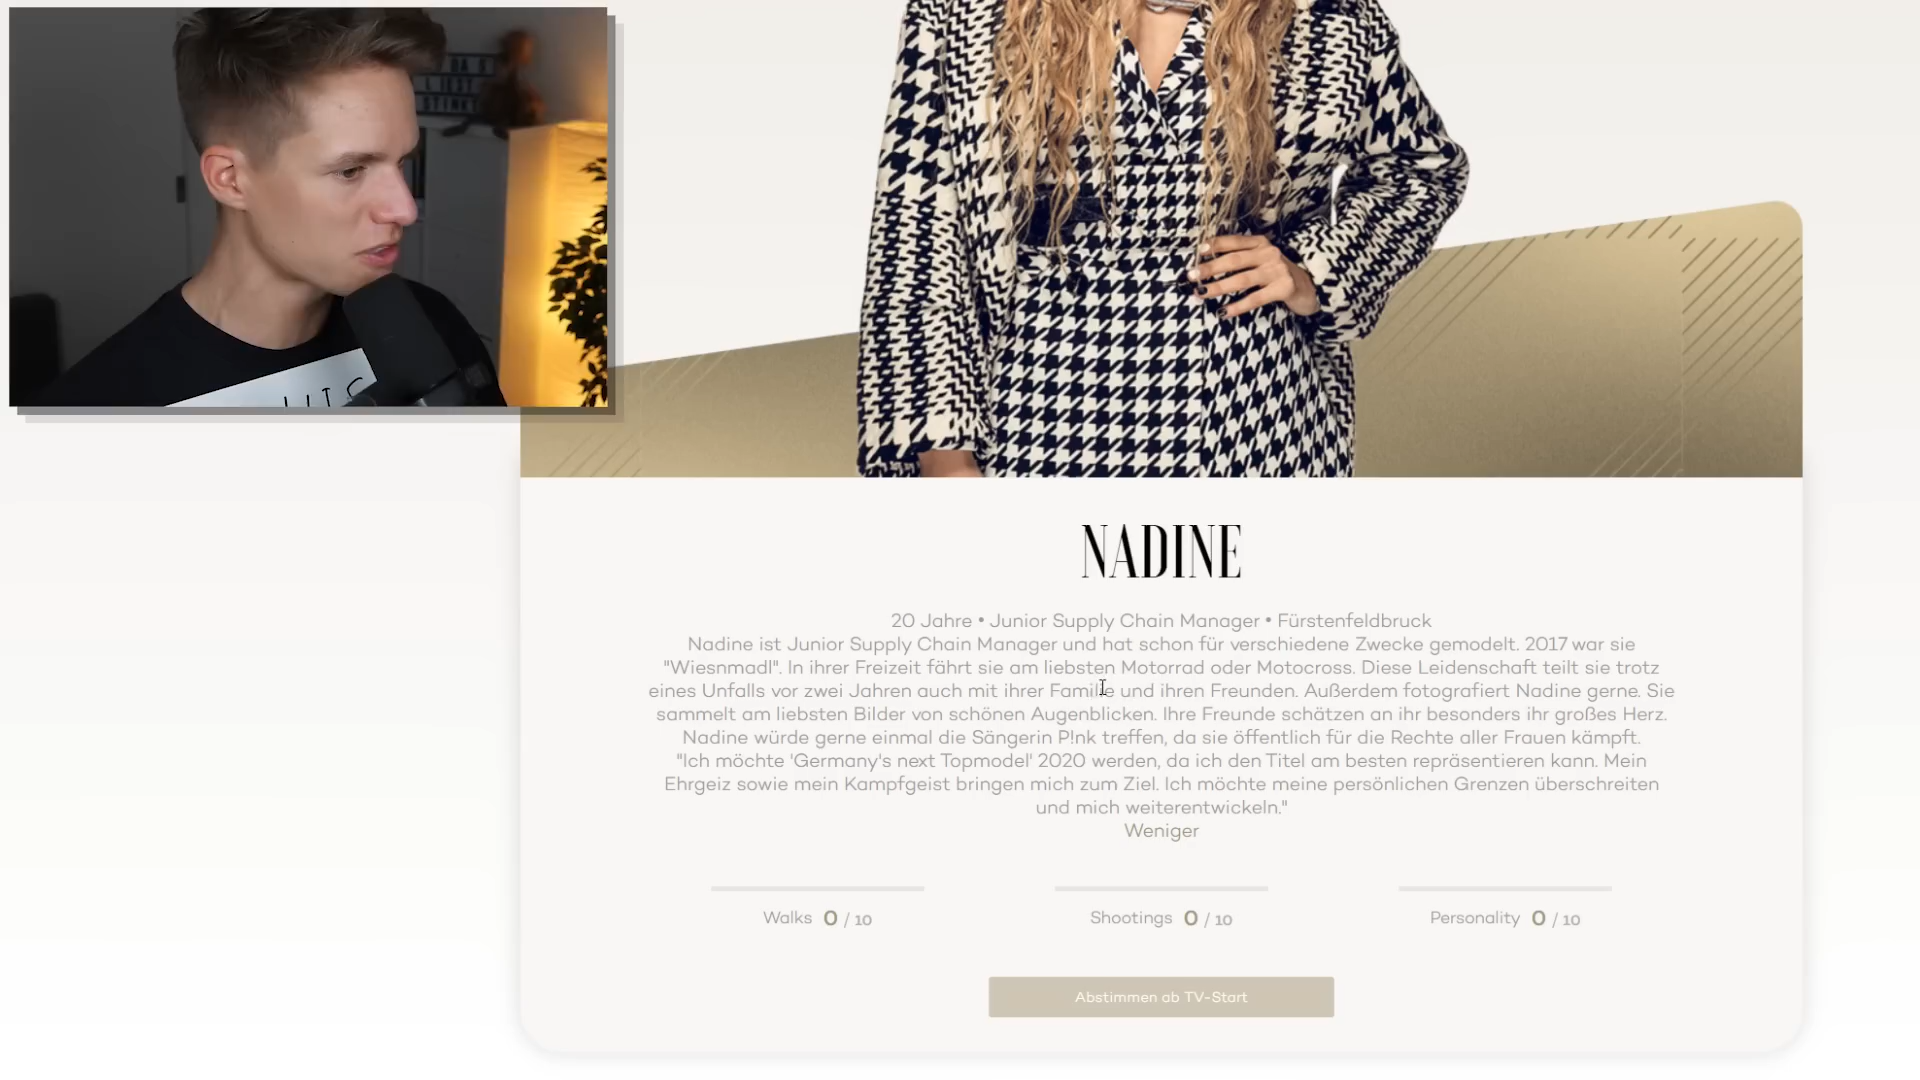 NADINE
20 Jahre • Junior Supply Chain Manager • Fürstenfeldbruck
Nadine ist Junior Supply Chain Manager und hat schon für verschiedene Zwecke gemodelt. 2017 war sie
"Wiesnmadl". In ihrer Freizeit fährt sie am liebsten Motorrad oder Motocross. Diese Leidenschaft teilt sie trotz
eines Unfalls vor zwei Jahren auch mit ihrer Familie und ihren Freunden. Außerdem fotografiert Nadine gerne. Sie
sammelt am liebsten Bilder von schönen Augenblicken. Ihre Freunde schätzen an ihr besonders ihr großes Herz.
Nadine würde gerne einmal die Sängerin P!nk treffen, da sie öffentlich für die Rechte aller Frauen kämpft.
"Ich möchte 'Germany's next Topmodel' 2020 werden, da ich den Titel am besten repräsentieren kann. Mein
Ehrgeiz sowie mein Kampfgeist bringen mich zum Ziel. Ich möchte meine persönlichen Grenzen überschreiten
und mich weiterentwickeln."
Weniger
Walks 0 / 10
Shootings 0 / 10
Personality 0 / 10
Abstimmen ab TV-Start